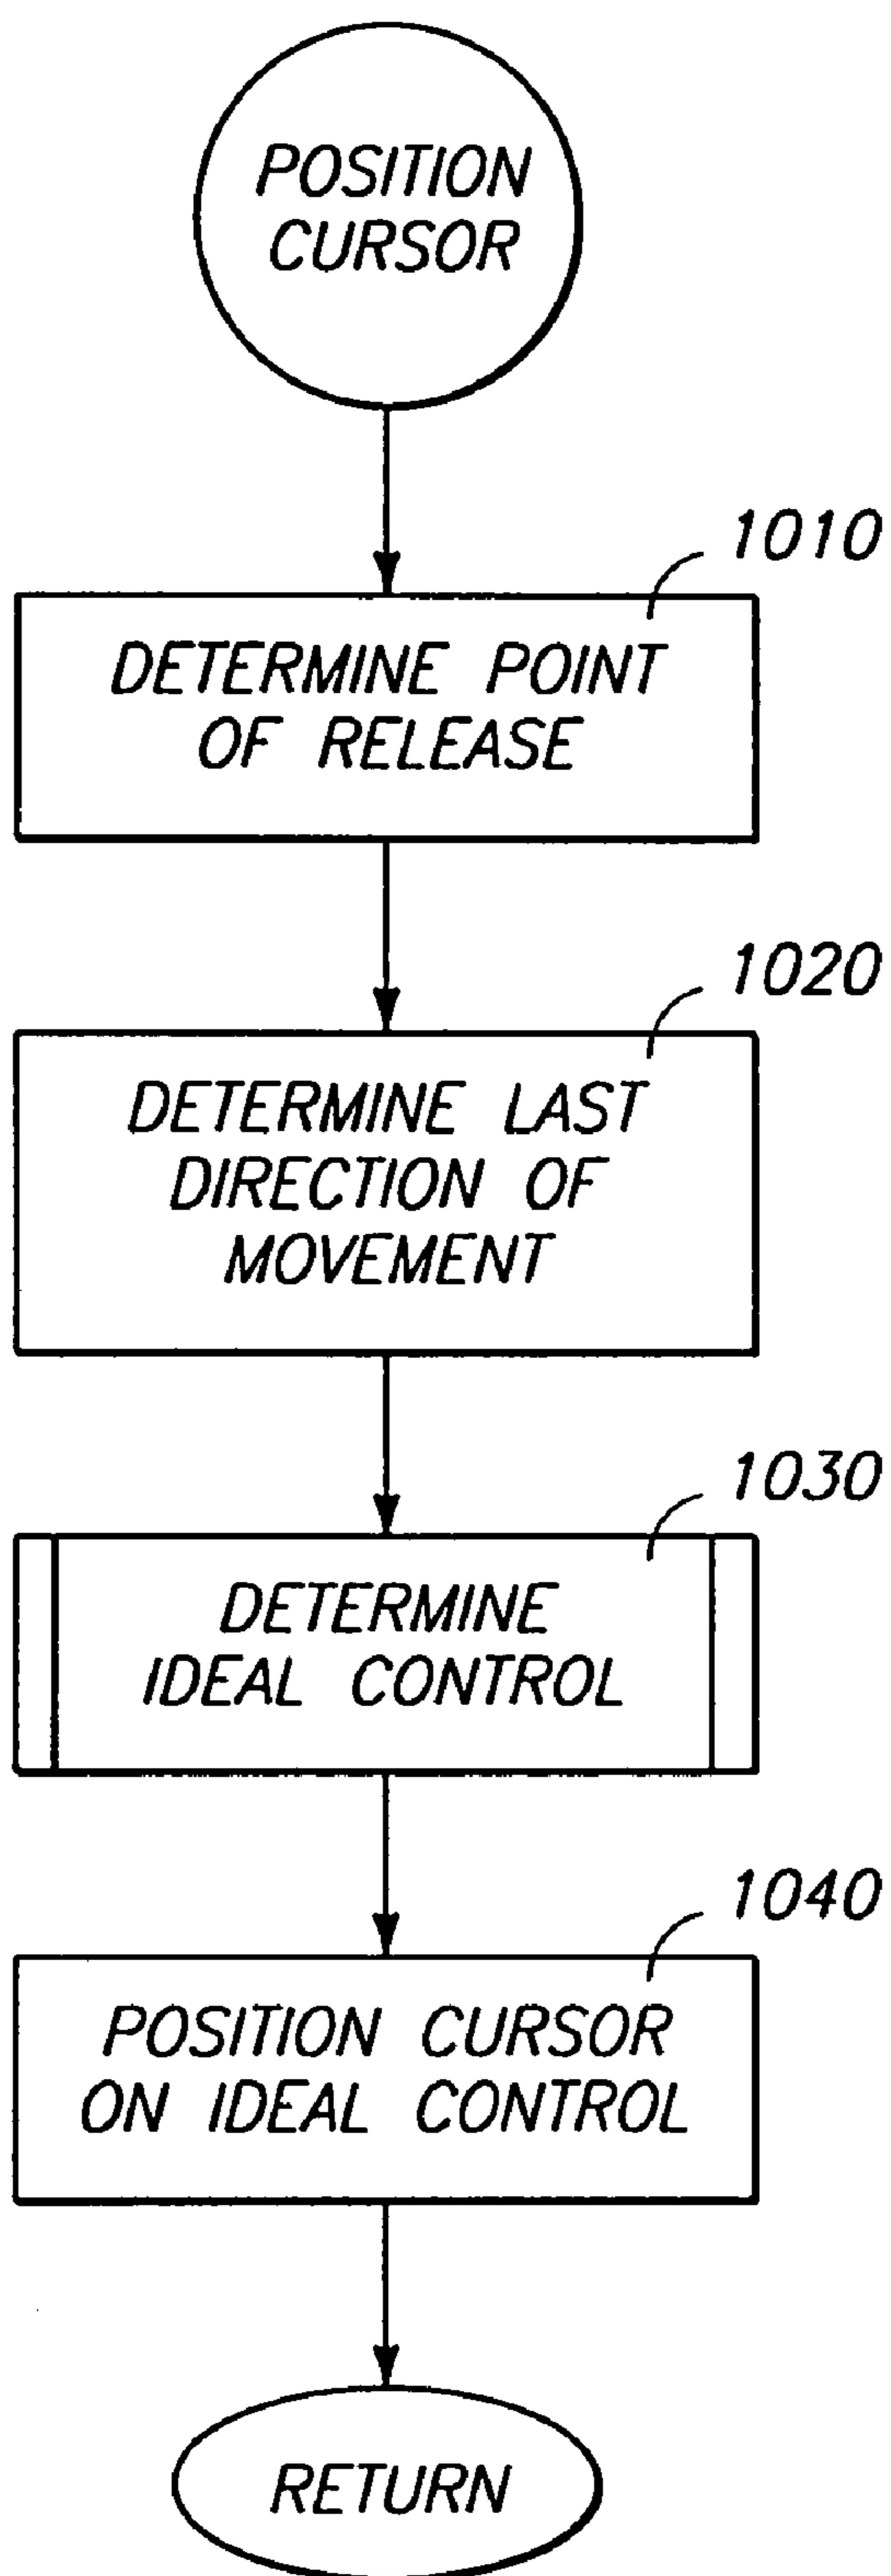 POSITION
CURSOR
1010
DETERMINE POINT
OF RELEASE
1020
DETERMINE LAST
DIRECTION OF
MOVEMENT
1030
DETERMINE
IDEAL CONTROL
1040
POSITION CURSOR
ON IDEAL CONTROL
RETURN